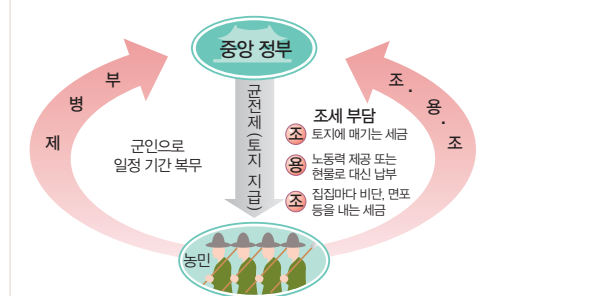 중앙 정부
부병제
군인으로
일정 기간 복무
균전제(토지 지급)
조세 부담
조 토지에 매기는 세금
용 노동력 제공 또는
현물로 대신 납부
조 집집마다 비단, 면포
등을 내는 세금
조·용·조
농민